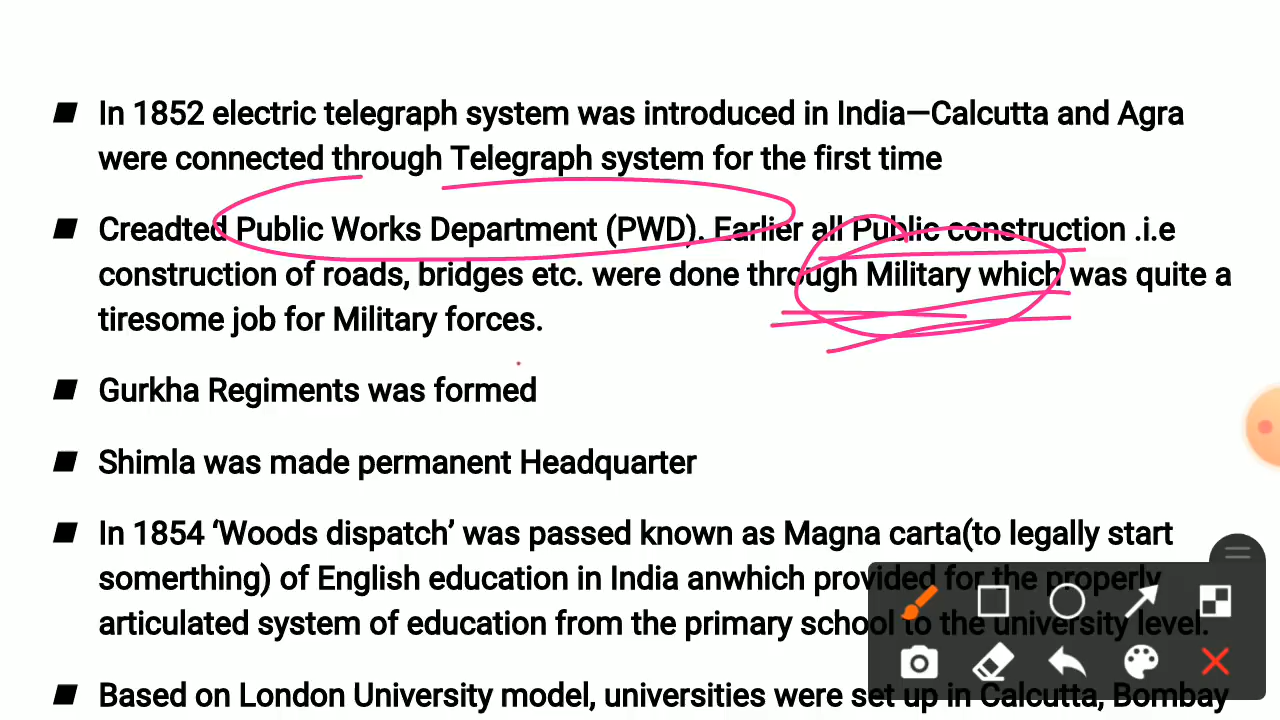 In 1852 electric telegraph system was introduced in India—Calcutta and Agra
were connected through Telegraph system for the first time
Creadted Public Works Department (PWD). Earlier all Public construction .i.e
construction of roads, bridges etc. were done through Military which was quite a
tiresome job for Military forces.
Gurkha Regiments was formed
Shimla was made permanent Headquarter
In 1854 ‘Woods dispatch’ was passed known as Magna carta(to legally start
somerthing) of English education in India anwhich provided for the properly
articulated system of education from the primary school to the university level.
Based on London University model, universities were set up in Calcutta, Bombay